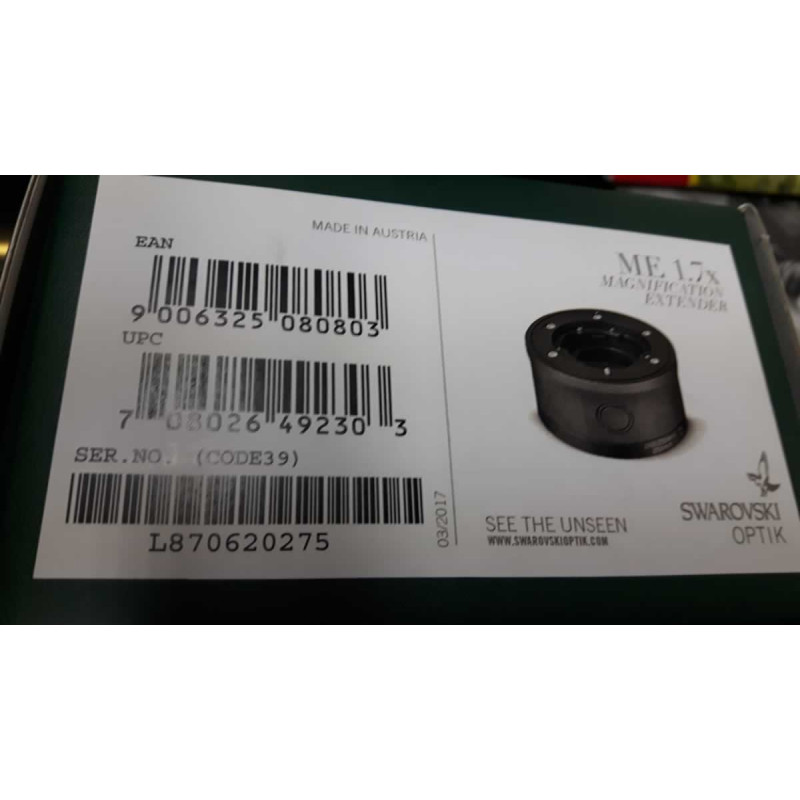 MADE IN AUSTRIA
EAN
9 006325 080803
UPC
7 08026 49230 3
SER.NO. (CODE39)
L870620275
03/2017
ME 1.7x
MAGNIFICATION
EXTENDER
SEE THE UNSEEN
WWW.SWAROVSKIOPTIK.COM
SWAROVSKI
OPTIK